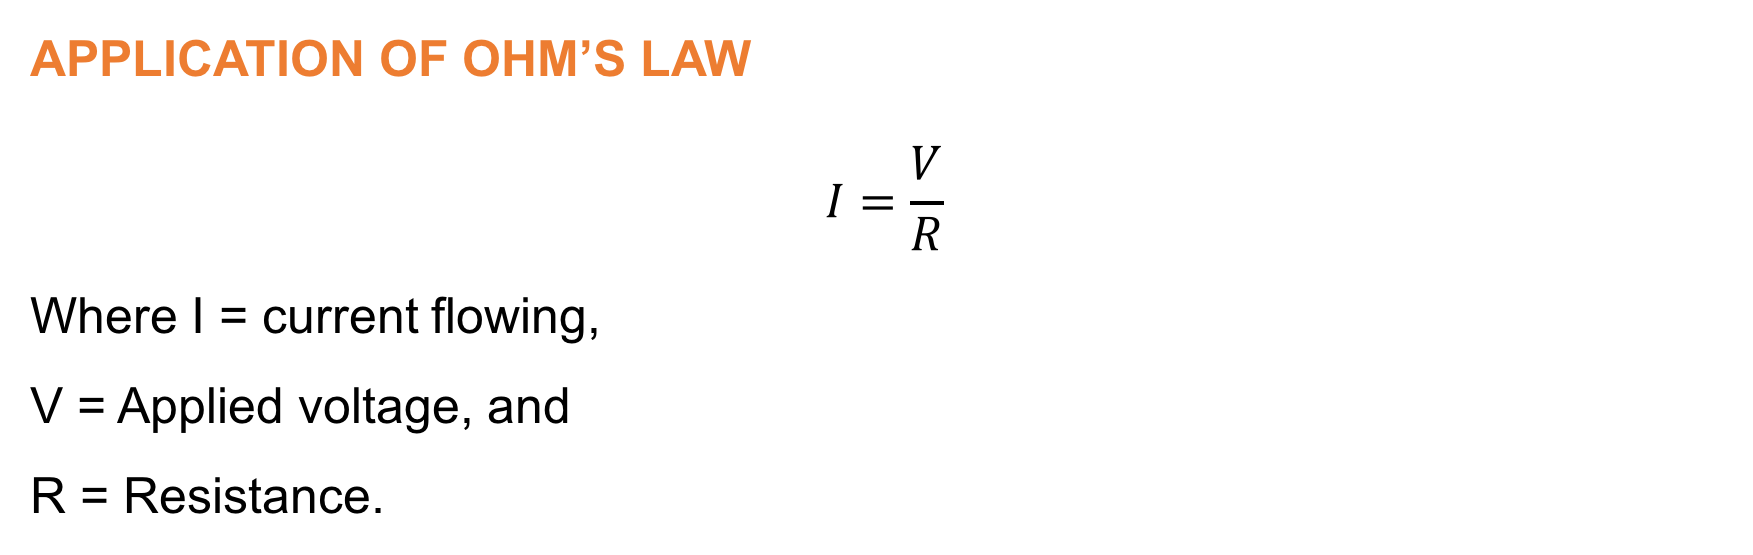 APPLICATION OF OHM’S LAW
I = V/R
Where I = current flowing,
V = Applied voltage, and
R = Resistance.